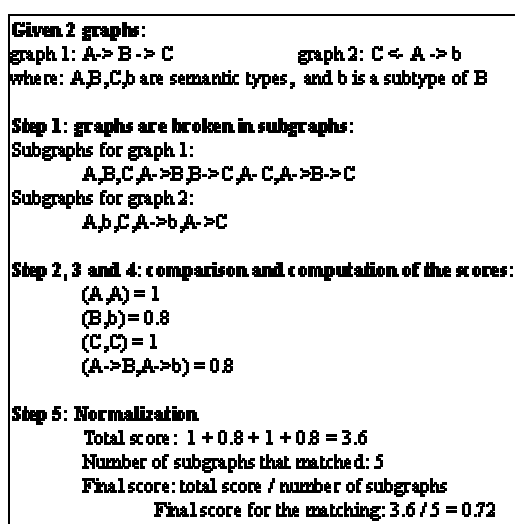 Given 2 graphs:
graph 1: A-> B -> C graph 2: C <- A -> b
where: A,B,C,b are semantic types, and b is a subtype of B
Step 1: graphs are broken in subgraphs:
Subgraphs for graph 1:
A,B,C,A->B,B->C,A- C,A->B->C
Subgraphs for graph 2:
A,b,C,A->b,A->C
Step 2, 3 and 4: comparison and computation of the scores:
(A,A) = 1
(B,b) = 0.8
(C,C) = 1
(A->B,A->b) = 0.8
Step 5: Normalization
Total score: 1 + 0.8 + 1 + 0.8 = 3.6
Number of subgraphs that matched: 5
Final score: total score / number of subgraphs
Final score for the matching: 3.6 / 5 = 0.72